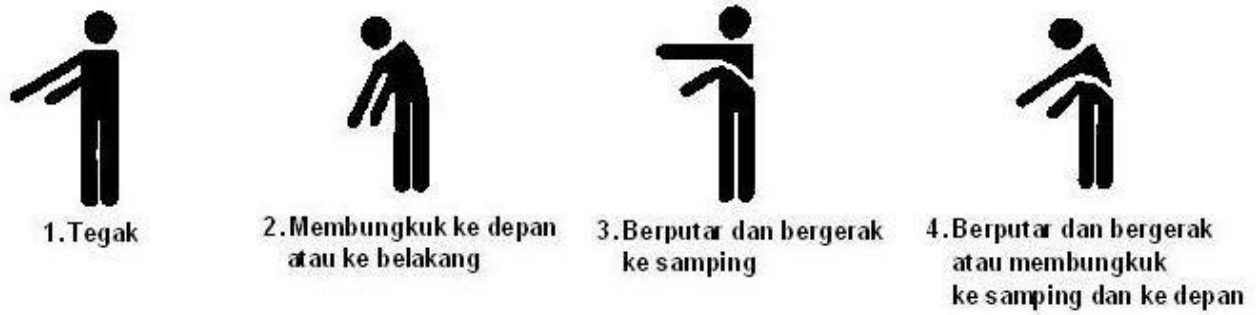 1.Tegak
2.Membungkuk ke depan
atau ke belakang
3.Berputar dan bergerak
ke samping
4.Berputar dan bergerak
atau membungkuk
ke samping dan ke depan